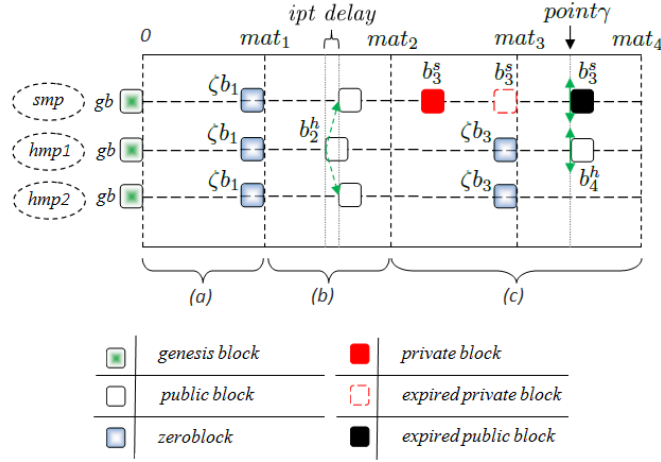 ipt delay
pointγ
0 mat₁ mat₂ mat₃ mat₄
b₃ˢ b₃ˢ b₃ˢ
smp gb ζb₁
hmp1 gb ζb₁ b₂ʰ ζb₃
hmp2 gb ζb₁ ζb₃ b₄ʰ
(a) (b) (c)
genesis block private block
public block expired private block
zeroblock expired public block